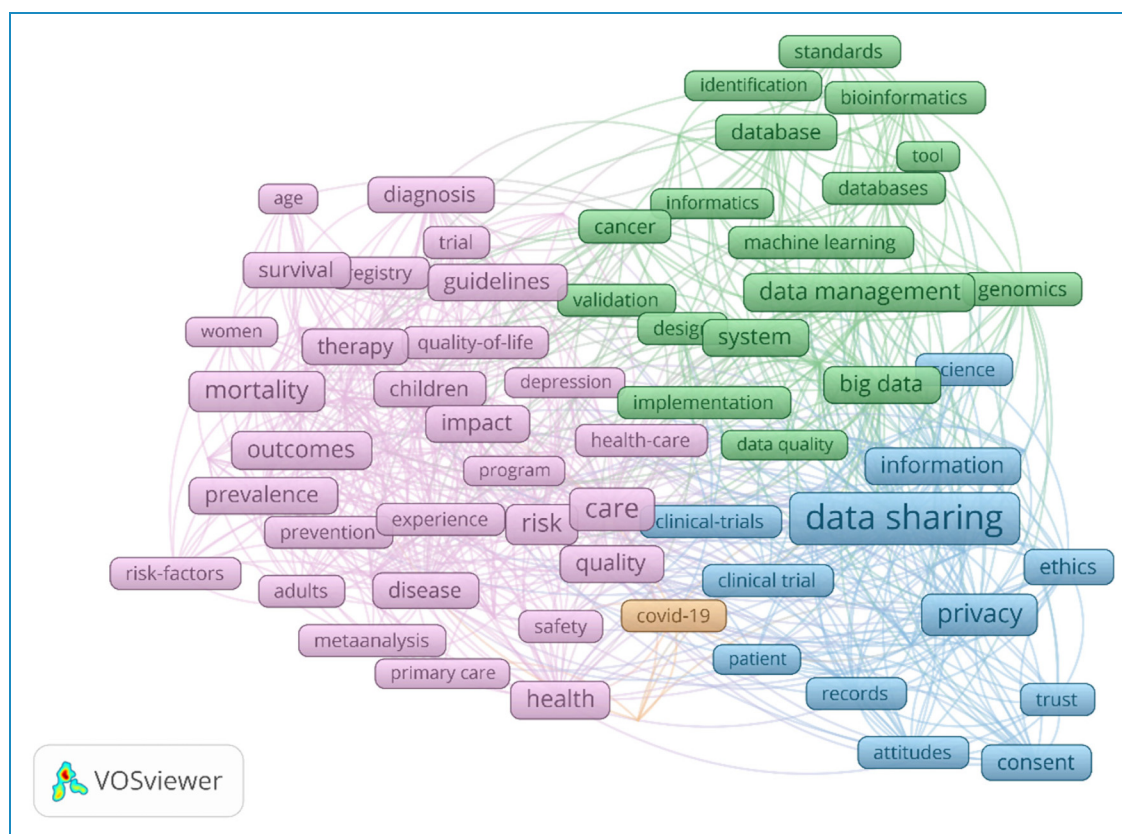 standards
identification
bioinformatics
database
tool
databases
age
diagnosis
informatics
cancer
trial
machine learning
survival
registry
guidelines
validation
data management
genomics
women
therapy
quality-of-life
design
system
science
mortality
children
depression
big data
implementation
impact
health-care
data quality
outcomes
information
program
prevalence
care
data sharing
prevention
experience
risk
clinical-trials
risk-factors
quality
ethics
adults
disease
clinical trial
covid-19
privacy
safety
metaanalysis
patient
primary care
health
records
trust
attitudes
consent
VOSviewer